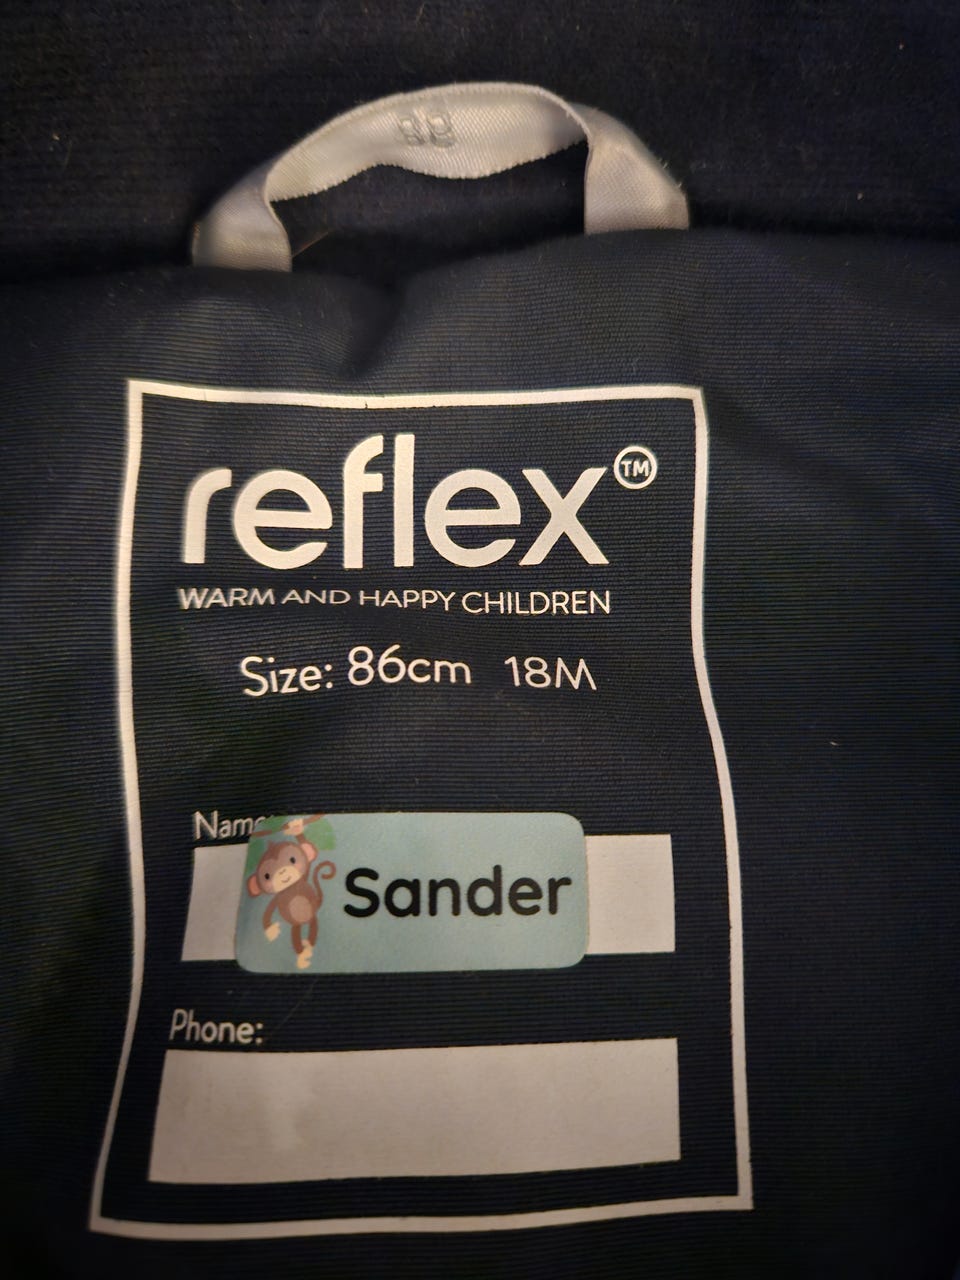 reflex™
WARM AND HAPPY CHILDREN
Size: 86cm 18M
Name:
Sander
Phone: